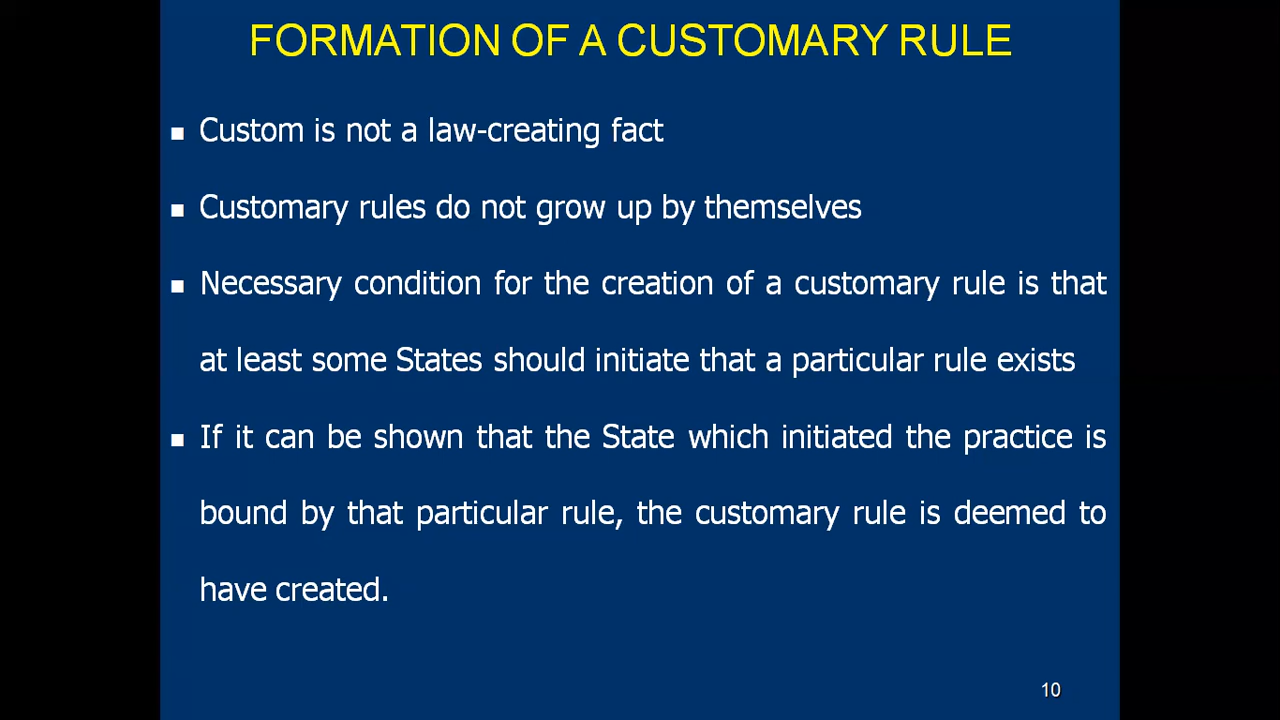 FORMATION OF A CUSTOMARY RULE
▪ Custom is not a law-creating fact
▪ Customary rules do not grow up by themselves
▪ Necessary condition for the creation of a customary rule is that
at least some States should initiate that a particular rule exists
▪ If it can be shown that the State which initiated the practice is
bound by that particular rule, the customary rule is deemed to
have created.
10